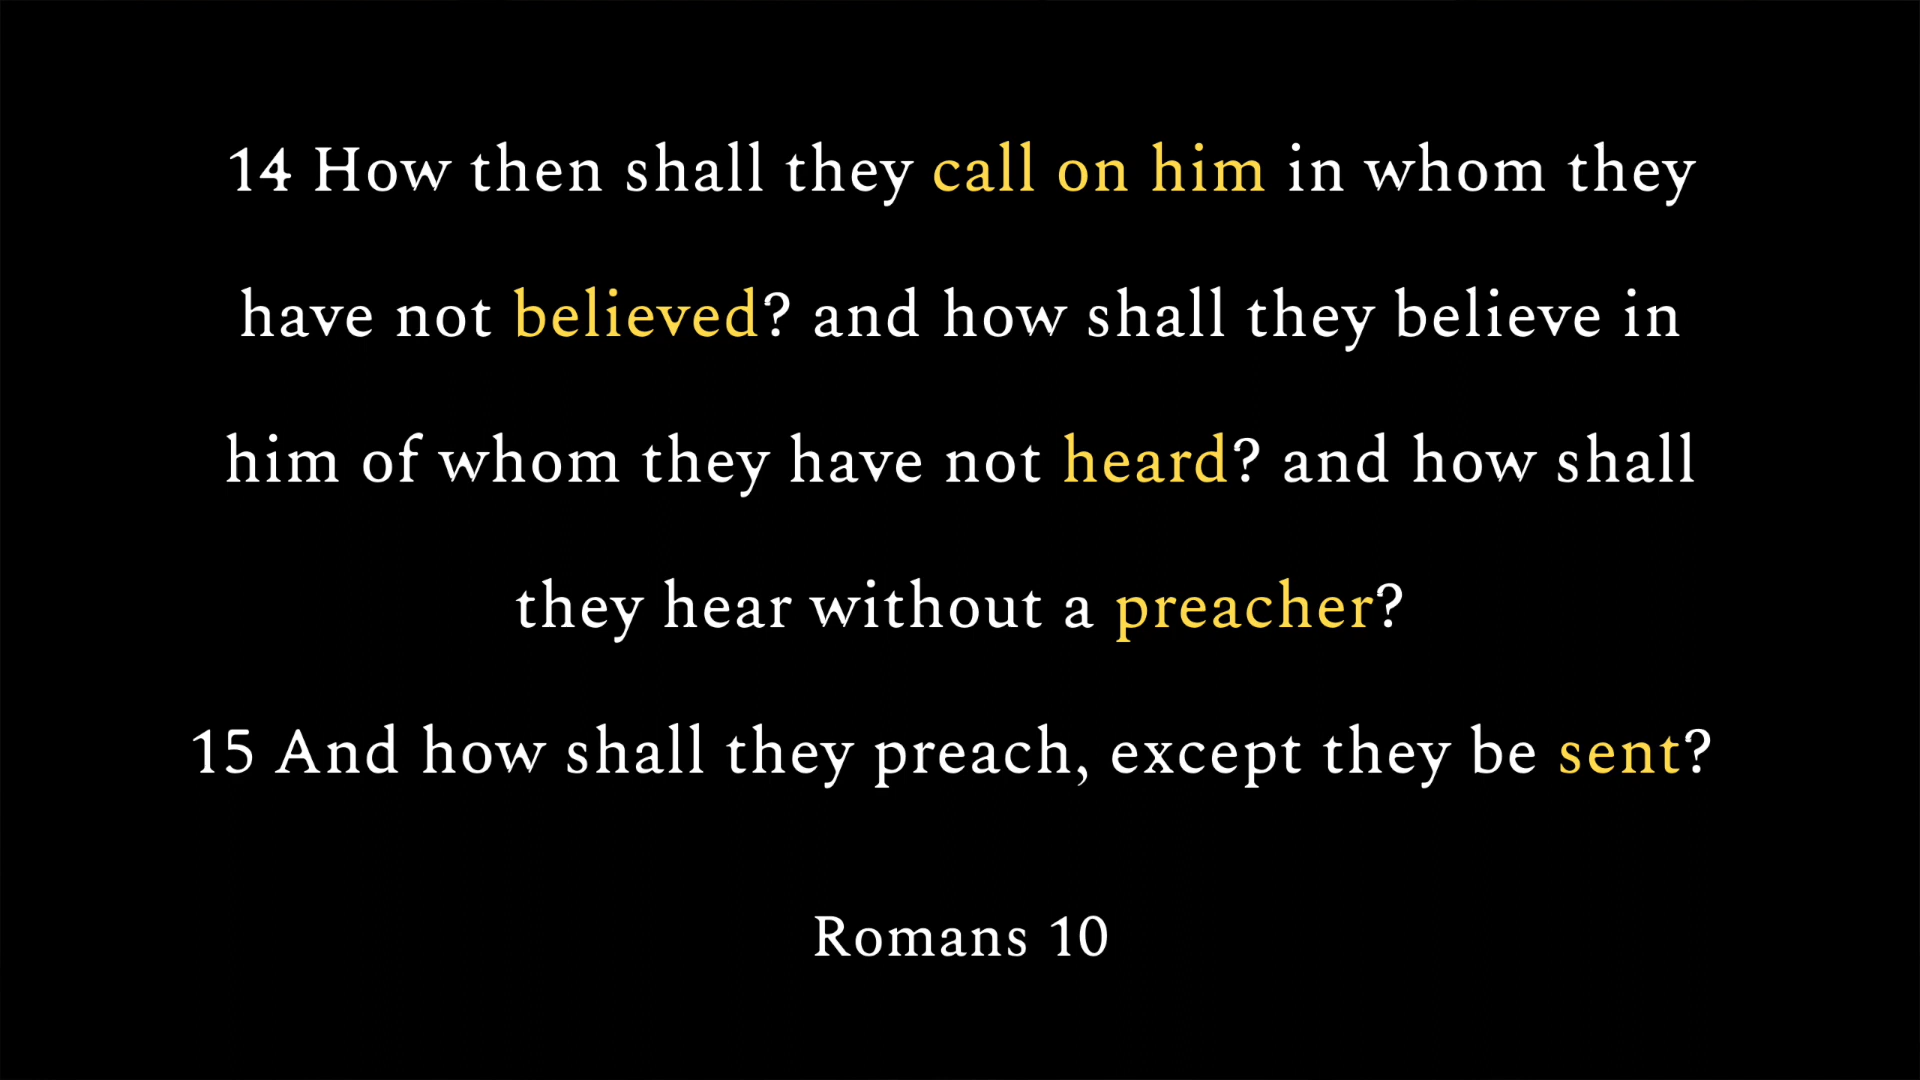 14 How then shall they call on him in whom they
have not believed? and how shall they believe in
him of whom they have not heard? and how shall
they hear without a preacher?
15 And how shall they preach, except they be sent?
Romans 10